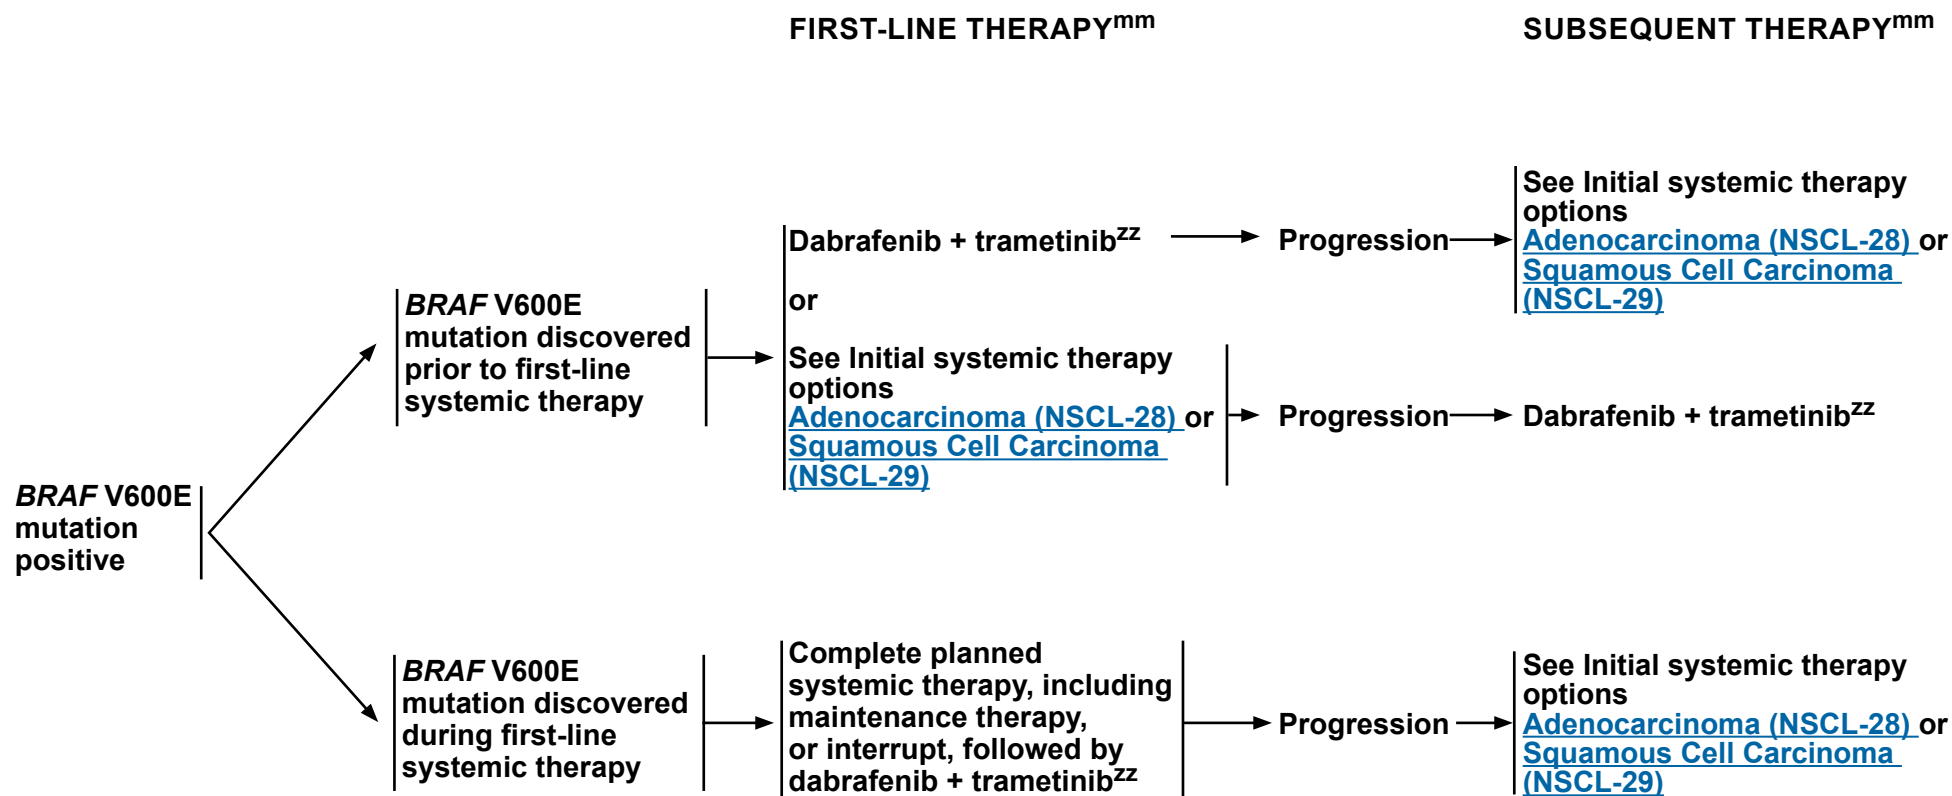 FIRST-LINE THERAPYmm
SUBSEQUENT THERAPYmm
BRAF V600E
mutation
positive
BRAF V600E
mutation discovered
prior to first-line
systemic therapy
Dabrafenib + trametinibzz
or
See Initial systemic therapy
options
Adenocarcinoma (NSCL-28) or
Squamous Cell Carcinoma
(NSCL-29)
Progression
See Initial systemic therapy
options
Adenocarcinoma (NSCL-28) or
Squamous Cell Carcinoma
(NSCL-29)
Progression
Dabrafenib + trametinibzz
BRAF V600E
mutation discovered
during first-line
systemic therapy
Complete planned
systemic therapy, including
maintenance therapy,
or interrupt, followed by
dabrafenib + trametinibzz
Progression
See Initial systemic therapy
options
Adenocarcinoma (NSCL-28) or
Squamous Cell Carcinoma
(NSCL-29)